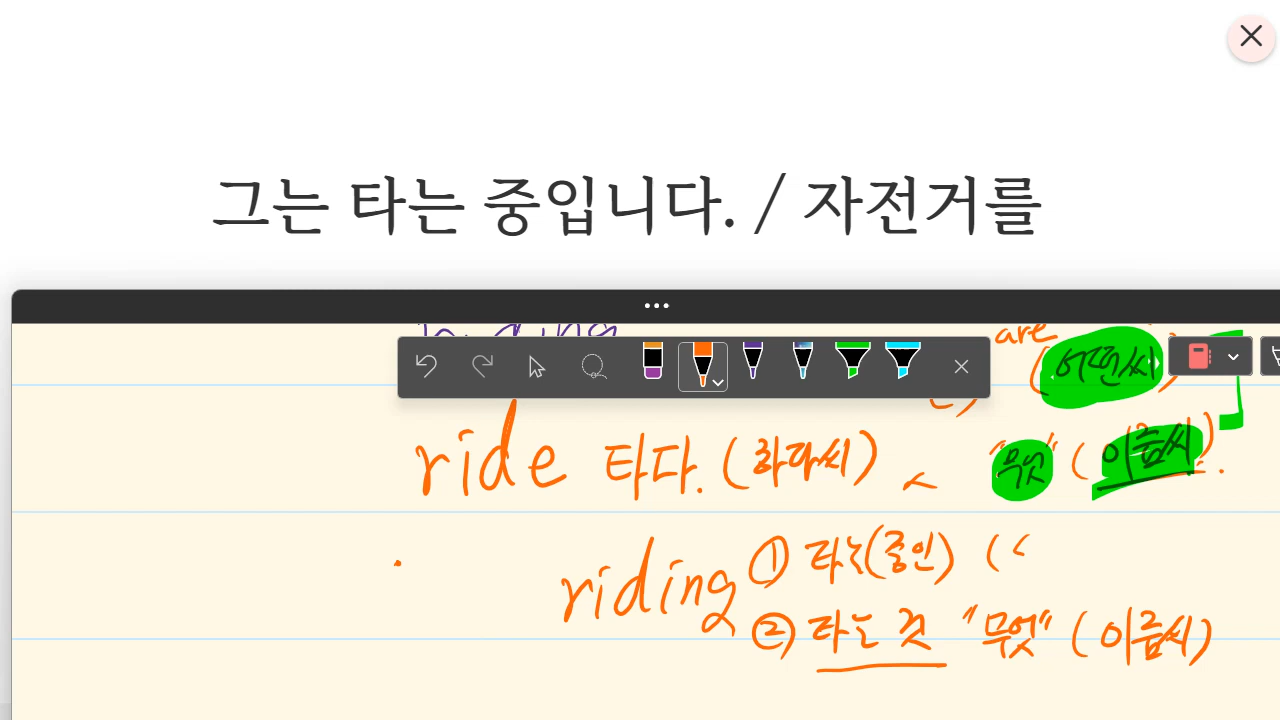 그는 타는 중입니다. / 자전거를
are
(어떤씨)
ride 타다. (하다씨) "무엇" (이름씨).
riding ① 타는(중인) (
② 타는 것 "무엇" (이름씨)